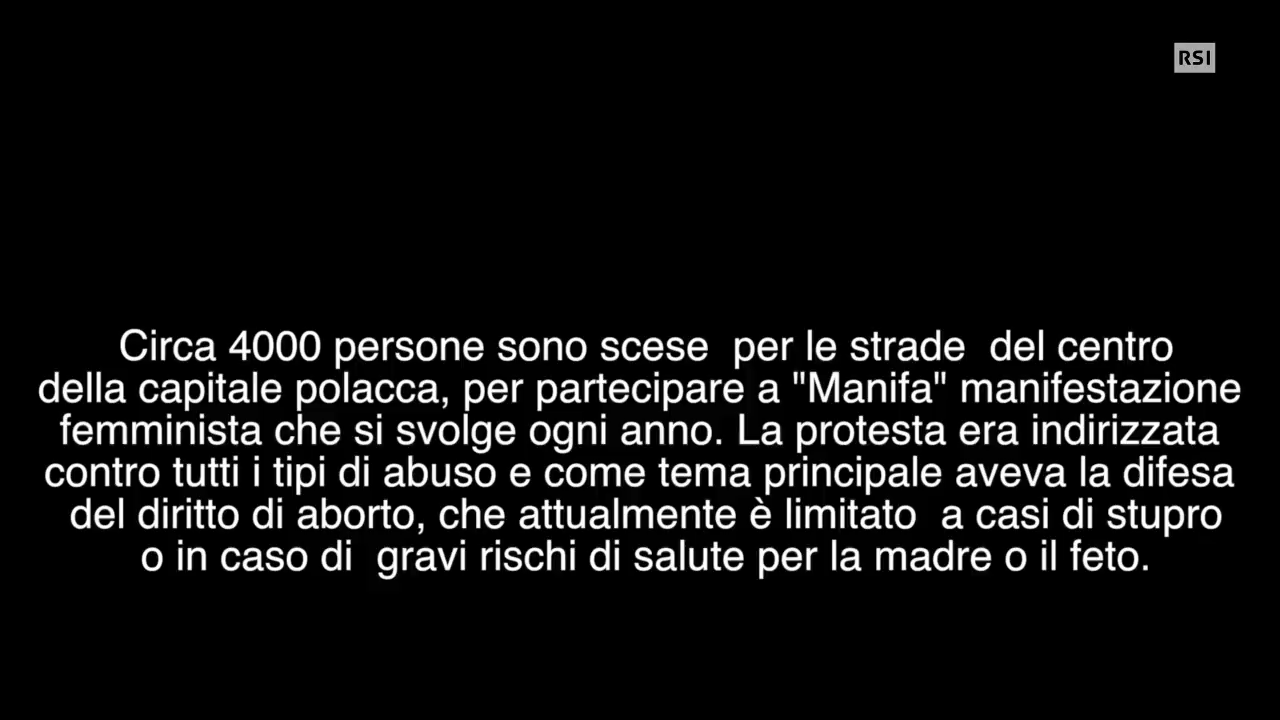 RSI
Circa 4000 persone sono scese  per le strade  del centro
della capitale polacca, per partecipare a "Manifa" manifestazione
femminista che si svolge ogni anno. La protesta era indirizzata
contro tutti i tipi di abuso e come tema principale aveva la difesa
del diritto di aborto, che attualmente è limitato  a casi di stupro
o in caso di  gravi rischi di salute per la madre o il feto.